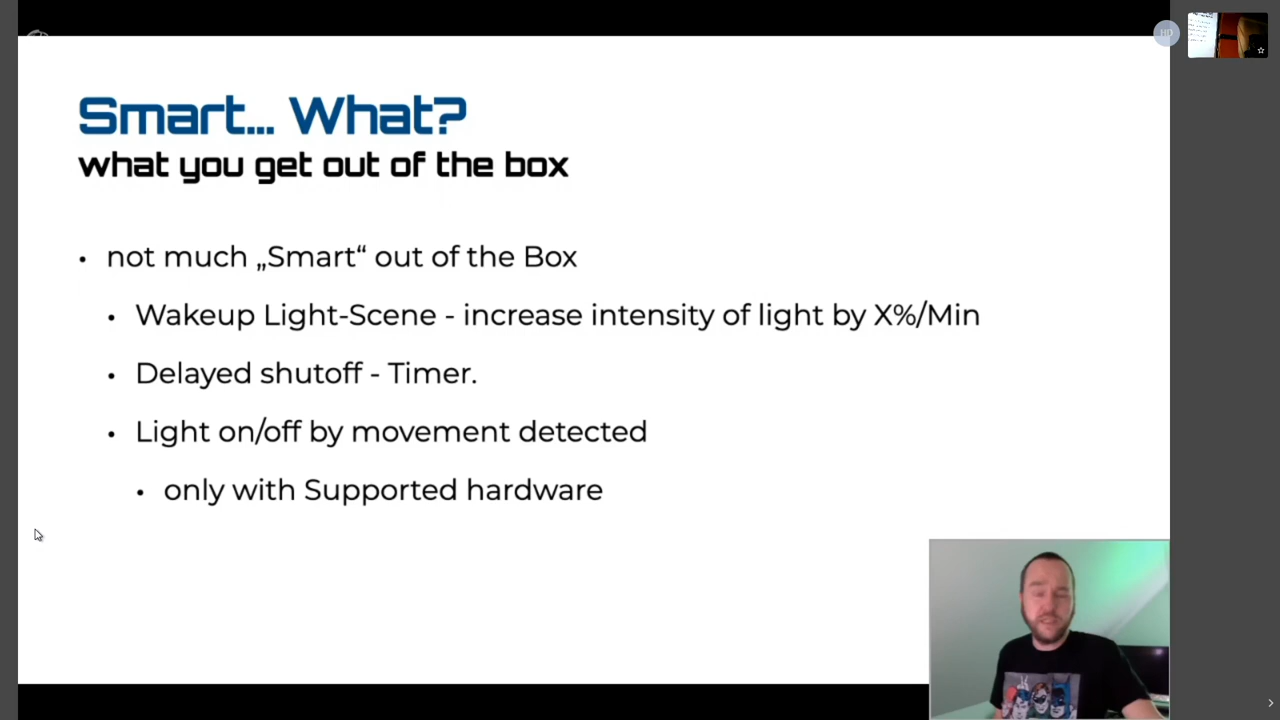 Smart... What?
what you get out of the box
• not much „Smart“ out of the Box
• Wakeup Light-Scene - increase intensity of light by X%/Min
• Delayed shutoff - Timer.
• Light on/off by movement detected
• only with Supported hardware
HD